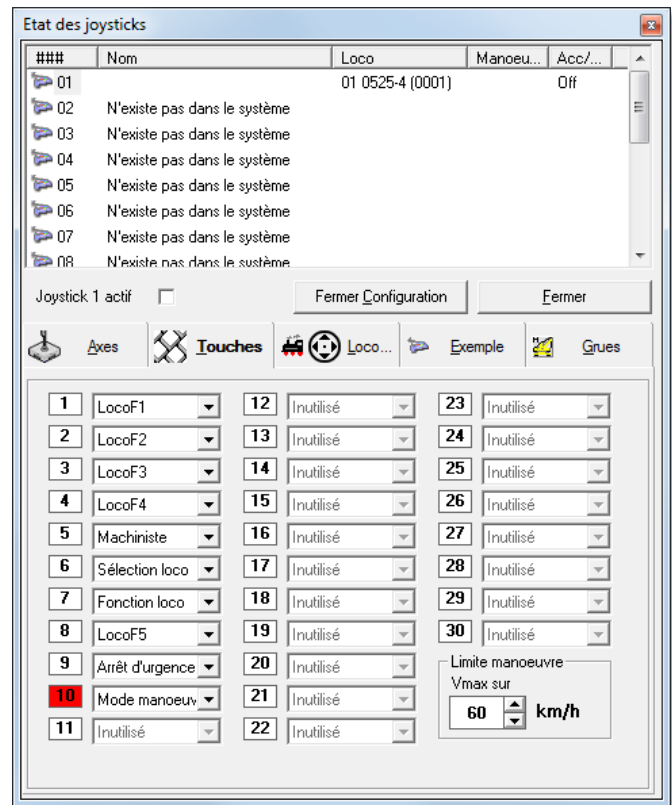 Etat des joysticks
### Nom Loco Manoeu... Acc/...
01 01 0525-4 (0001) Off
02 N'existe pas dans le système
03 N'existe pas dans le système
04 N'existe pas dans le système
05 N'existe pas dans le système
06 N'existe pas dans le système
07 N'existe pas dans le système
08 N'existe pas dans le système
Joystick 1 actif Fermer Configuration Fermer
Axes Touches Loco... Exemple Grues
1 LocoF1 12 Inutilisé 23 Inutilisé
2 LocoF2 13 Inutilisé 24 Inutilisé
3 LocoF3 14 Inutilisé 25 Inutilisé
4 LocoF4 15 Inutilisé 26 Inutilisé
5 Machiniste 16 Inutilisé 27 Inutilisé
6 Sélection loco 17 Inutilisé 28 Inutilisé
7 Fonction loco 18 Inutilisé 29 Inutilisé
8 LocoF5 19 Inutilisé 30 Inutilisé
9 Arrêt d'urgence 20 Inutilisé Limite manoeuvre
Vmax sur
10 Mode manoeuv 21 Inutilisé 60 km/h
11 Inutilisé 22 Inutilisé